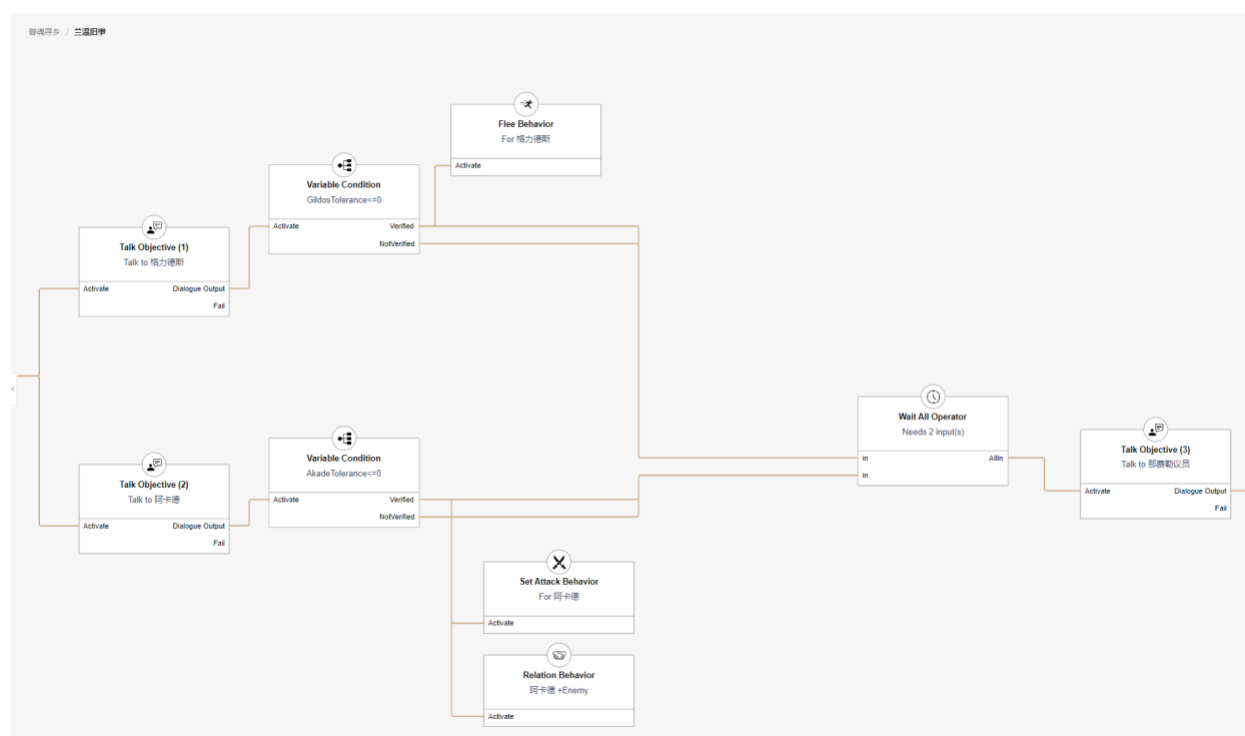 眷魂寻乡 / 兰温旧事
Flee Behavior
For 格力德斯
Activate
Variable Condition
GildosTolerance<=0
Activate Verified
NotVerified
Talk Objective (1)
Talk to 格力德斯
Activate Dialogue Output
Fail
Wait All Operator
Needs 2 input(s)
in AllIn
in
Talk Objective (3)
Talk to 那赛勒议员
Activate Dialogue Output
Fail
Variable Condition
AkadeTolerance<=0
Activate Verified
NotVerified
Talk Objective (2)
Talk to 阿卡德
Activate Dialogue Output
Fail
Set Attack Behavior
For 阿卡德
Activate
Relation Behavior
阿卡德 +Enemy
Activate